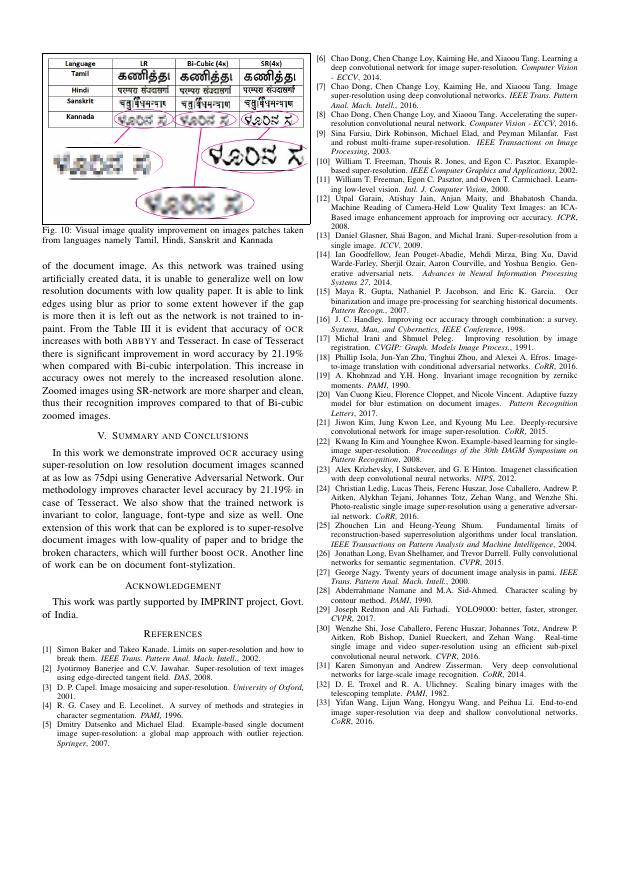 Language LR Bi-Cubic (4x) SR(4x)
Tamil
Hindi
Sanskrit
Kannada
Fig. 10: Visual image quality improvement on images patches taken
from languages namely Tamil, Hindi, Sanskrit and Kannada
of the document image. As this network was trained using
artificially created data, it is unable to generalize well on low
resolution documents with low quality paper. It is able to link
edges using blur as prior to some extent however if the gap
is more then it is left out as the network is not trained to in-
paint. From the Table III it is evident that accuracy of OCR
increases with both ABBYY and Tesseract. In case of Tesseract
there is significant improvement in word accuracy by 21.19%
when compared with Bi-cubic interpolation. This increase in
accuracy owes not merely to the increased resolution alone.
Zoomed images using SR-network are more sharper and clean,
thus their recognition improves compared to that of Bi-cubic
zoomed images.
V. SUMMARY AND CONCLUSIONS
In this work we demonstrate improved OCR accuracy using
super-resolution on low resolution document images scanned
at as low as 75dpi using Generative Adversarial Network. Our
methodology improves character level accuracy by 21.19% in
case of Tesseract. We also show that the trained network is
invariant to color, language, font-type and size as well. One
extension of this work that can be explored is to super-resolve
document images with low-quality of paper and to bridge the
broken characters, which will further boost OCR. Another line
of work can be on document font-stylization.
ACKNOWLEDGEMENT
This work was partly supported by IMPRINT project, Govt.
of India.
REFERENCES
[1] Simon Baker and Takeo Kanade. Limits on super-resolution and how to
break them. IEEE Trans. Pattern Anal. Mach. Intell., 2002.
[2] Jyotirmoy Banerjee and C.V. Jawahar. Super-resolution of text images
using edge-directed tangent field. DAS, 2008.
[3] D. P. Capel. Image mosaicing and super-resolution. University of Oxford,
2001.
[4] R. G. Casey and E. Lecolinet. A survey of methods and strategies in
character segmentation. PAMI, 1996.
[5] Dmitry Datsenko and Michael Elad. Example-based single document
image super-resolution: a global map approach with outlier rejection.
Springer, 2007.
[6] Chao Dong, Chen Change Loy, Kaiming He, and Xiaoou Tang. Learning a
deep convolutional network for image super-resolution. Computer Vision
- ECCV, 2014.
[7] Chao Dong, Chen Change Loy, Kaiming He, and Xiaoou Tang. Image
super-resolution using deep convolutional networks. IEEE Trans. Pattern
Anal. Mach. Intell., 2016.
[8] Chao Dong, Chen Change Loy, and Xiaoou Tang. Accelerating the super-
resolution convolutional neural network. Computer Vision - ECCV, 2016.
[9] Sina Farsiu, Dirk Robinson, Michael Elad, and Peyman Milanfar. Fast
and robust multi-frame super-resolution. IEEE Transactions on Image
Processing, 2003.
[10] William T. Freeman, Thouis R. Jones, and Egon C. Pasztor. Example-
based super-resolution. IEEE Computer Graphics and Applications, 2002.
[11] William T. Freeman, Egon C. Pasztor, and Owen T. Carmichael. Learn-
ing low-level vision. Intl. J. Computer Vision, 2000.
[12] Utpal Garain, Atishay Jain, Anjan Maity, and Bhabatosh Chanda.
Machine Reading of Camera-Held Low Quality Text Images: an ICA-
Based image enhancement approach for improving ocr accuracy. ICPR,
2008.
[13] Daniel Glasner, Shai Bagon, and Michal Irani. Super-resolution from a
single image. ICCV, 2009.
[14] Ian Goodfellow, Jean Pouget-Abadie, Mehdi Mirza, Bing Xu, David
Warde-Farley, Sherjil Ozair, Aaron Courville, and Yoshua Bengio. Gen-
erative adversarial nets. Advances in Neural Information Processing
Systems 27, 2014.
[15] Maya R. Gupta, Nathaniel P. Jacobson, and Eric K. Garcia. Ocr
binarization and image pre-processing for searching historical documents.
Pattern Recogn., 2007.
[16] J. C. Handley. Improving ocr accuracy through combination: a survey.
Systems, Man, and Cybernetics, IEEE Conference, 1998.
[17] Michal Irani and Shmuel Peleg. Improving resolution by image
registration. CVGIP: Graph. Models Image Process., 1991.
[18] Phillip Isola, Jun-Yan Zhu, Tinghui Zhou, and Alexei A. Efros. Image-
to-image translation with conditional adversarial networks. CoRR, 2016.
[19] A. Khohnzad and Y.H. Hong. Invariant image recognition by zernike
moments. PAMI, 1990.
[20] Van Cuong Kieu, Florence Cloppet, and Nicole Vincent. Adaptive fuzzy
model for blur estimation on document images. Pattern Recognition
Letters, 2017.
[21] Jiwon Kim, Jung Kwon Lee, and Kyoung Mu Lee. Deeply-recursive
convolutional network for image super-resolution. CoRR, 2015.
[22] Kwang In Kim and Younghee Kwon. Example-based learning for single-
image super-resolution. Proceedings of the 30th DAGM Symposium on
Pattern Recognition, 2008.
[23] Alex Krizhevsky, I Sutskever, and G. E Hinton. Imagenet classification
with deep convolutional neural networks. NIPS, 2012.
[24] Christian Ledig, Lucas Theis, Ferenc Huszar, Jose Caballero, Andrew P.
Aitken, Alykhan Tejani, Johannes Totz, Zehan Wang, and Wenzhe Shi.
Photo-realistic single image super-resolution using a generative adversar-
ial network. CoRR, 2016.
[25] Zhouchen Lin and Heung-Yeung Shum. Fundamental limits of
reconstruction-based superresolution algorithms under local translation.
IEEE Transactions on Pattern Analysis and Machine Intelligence, 2004.
[26] Jonathan Long, Evan Shelhamer, and Trevor Darrell. Fully convolutional
networks for semantic segmentation. CVPR, 2015.
[27] George Nagy. Twenty years of document image analysis in pami. IEEE
Trans. Pattern Anal. Mach. Intell., 2000.
[28] Abderrahmane Namane and M.A. Sid-Ahmed. Character scaling by
contour method. PAMI, 1990.
[29] Joseph Redmon and Ali Farhadi. YOLO9000: better, faster, stronger.
CVPR, 2017.
[30] Wenzhe Shi, Jose Caballero, Ferenc Huszar, Johannes Totz, Andrew P.
Aitken, Rob Bishop, Daniel Rueckert, and Zehan Wang. Real-time
single image and video super-resolution using an efficient sub-pixel
convolutional neural network. CVPR, 2016.
[31] Karen Simonyan and Andrew Zisserman. Very deep convolutional
networks for large-scale image recognition. CoRR, 2014.
[32] D. E. Troxel and R. A. Ulichney. Scaling binary images with the
telescoping template. PAMI, 1982.
[33] Yifan Wang, Lijun Wang, Hongyu Wang, and Peihua Li. End-to-end
image super-resolution via deep and shallow convolutional networks.
CoRR, 2016.